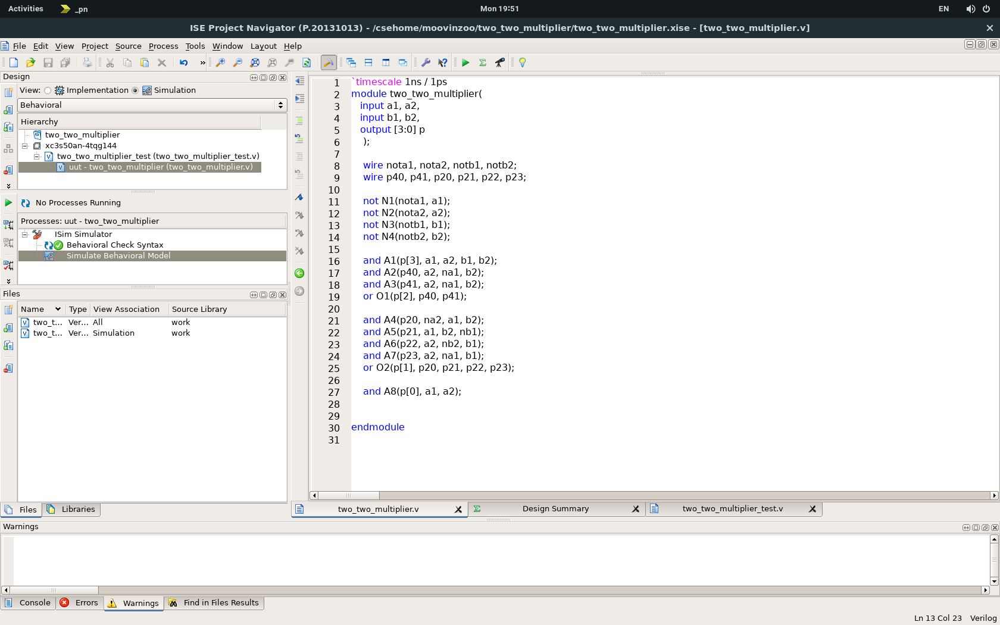 Activities
_pn
Mon 19:51
EN
ISE Project Navigator (P.20131013) - /csehome/moovinzoo/two_two_multiplier/two_two_multiplier.xise - [two_two_multiplier.v]
File Edit View Project Source Process Tools Window Layout Help
Design
View: Implementation Simulation
Behavioral
Hierarchy
two_two_multiplier
xc3s50an-4tqg144
two_two_multiplier_test (two_two_multiplier_test.v)
uut - two_two_multiplier (two_two_multiplier.v)
No Processes Running
Processes: uut - two_two_multiplier
ISim Simulator
Behavioral Check Syntax
Simulate Behavioral Model
Files
Name Type View Association Source Library
two_t... Ver... All work
two_t... Ver... Simulation work
Files Libraries
1 `timescale 1ns / 1ps
2 module two_two_multiplier(
3 input a1, a2,
4 input b1, b2,
5 output [3:0] p
6 );
7
8 wire nota1, nota2, notb1, notb2;
9 wire p40, p41, p20, p21, p22, p23;
10
11 not N1(nota1, a1);
12 not N2(nota2, a2);
13 not N3(notb1, b1);
14 not N4(notb2, b2);
15
16 and A1(p[3], a1, a2, b1, b2);
17 and A2(p40, a2, na1, b2);
18 and A3(p41, a2, na1, b2);
19 or O1(p[2], p40, p41);
20
21 and A4(p20, na2, a1, b2);
22 and A5(p21, a1, b2, nb1);
23 and A6(p22, a2, nb2, b1);
24 and A7(p23, a2, na1, b1);
25 or O2(p[1], p20, p21, p22, p23);
26
27 and A8(p[0], a1, a2);
28
29
30 endmodule
31
two_two_multiplier.v Design Summary two_two_multiplier_test.v
Warnings
Console Errors Warnings Find in Files Results
Ln 13 Col 23 Verilog